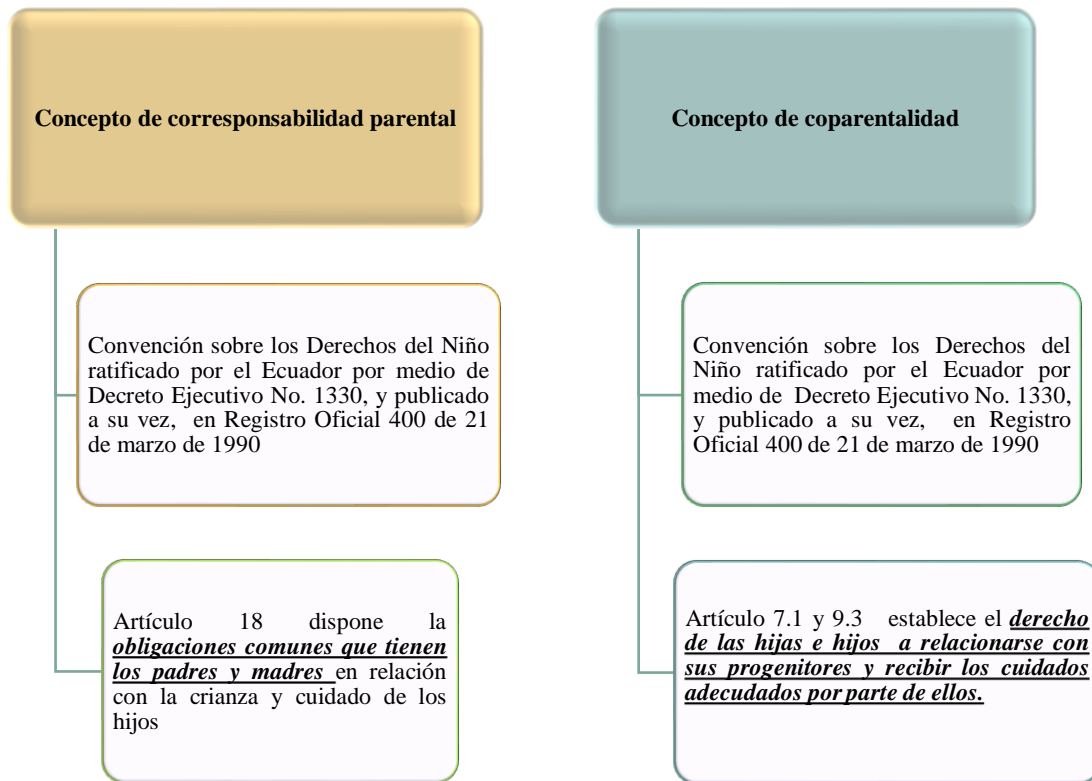 Concepto de corresponsabilidad parental
Convención sobre los Derechos del Niño
ratificado por el Ecuador por medio de
Decreto Ejecutivo No. 1330, y publicado
a su vez, en Registro Oficial 400 de 21
de marzo de 1990
Artículo 18 dispone la
obligaciones comunes que tienen
los padres y madres en relación
con la crianza y cuidado de los
hijos
Concepto de coparentalidad
Convención sobre los Derechos del
Niño ratificado por el Ecuador por
medio de Decreto Ejecutivo No. 1330,
y publicado a su vez, en Registro
Oficial 400 de 21 de marzo de 1990
Artículo 7.1 y 9.3 establece el derecho
de las hijas e hijos a relacionarse con
sus progenitores y recibir los cuidados
adecudados por parte de ellos.